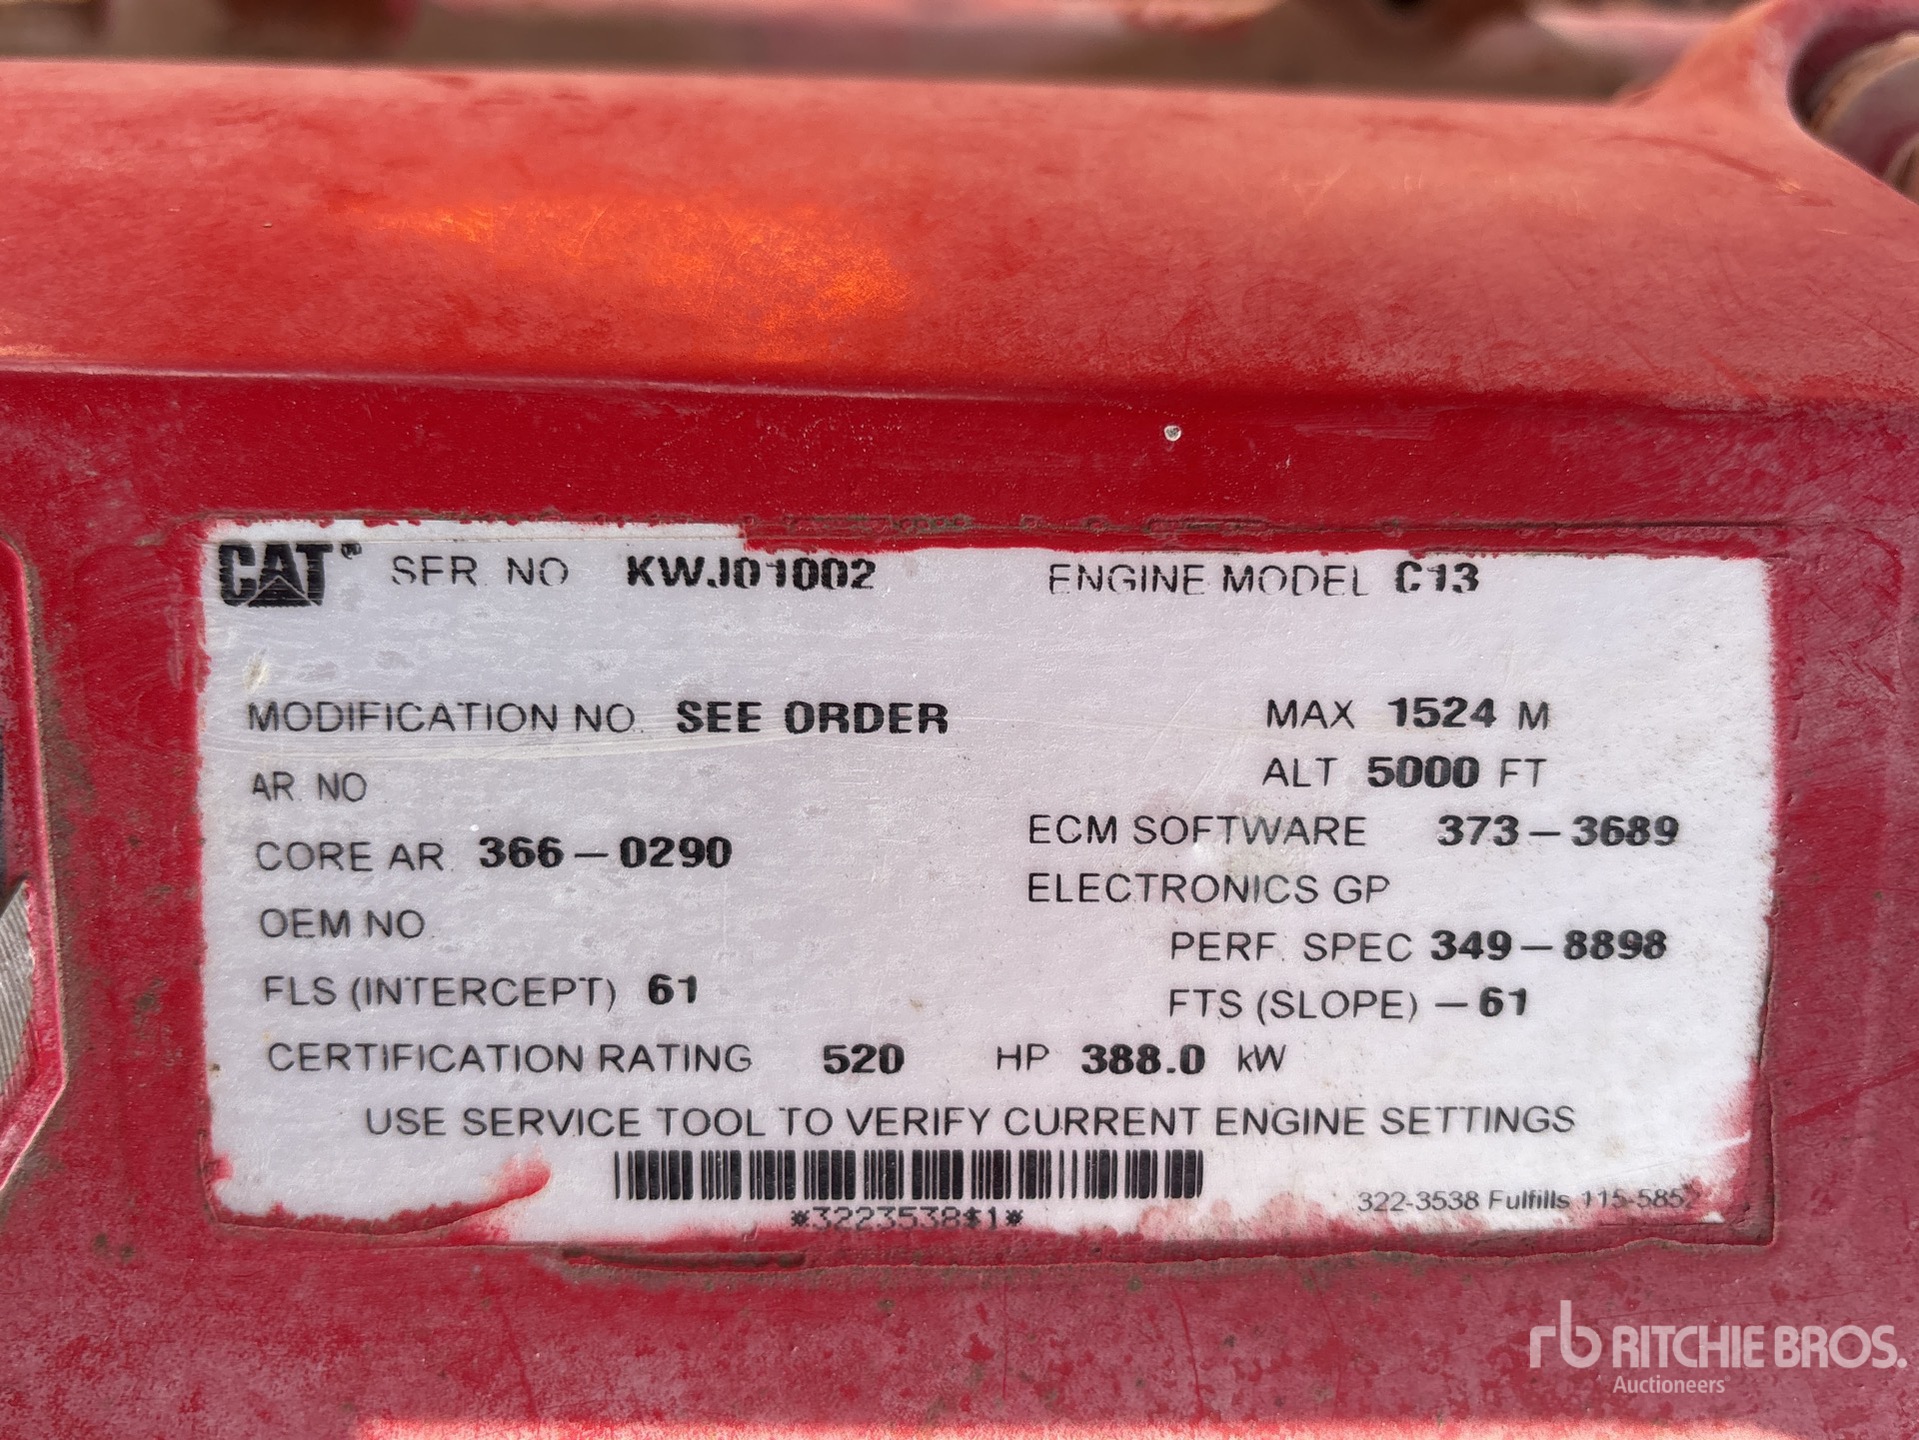 CAT® SER. NO. KWJ01002 ENGINE MODEL C13
MODIFICATION NO. SEE ORDER MAX 1524 M
AR. NO ALT 5000 FT
CORE AR. 366-0290 ECM SOFTWARE 373-3689
ELECTRONICS GP
OEM NO. PERF. SPEC 349-8898
FLS (INTERCEPT) 61 FTS (SLOPE) -61
CERTIFICATION RATING 520 HP 388.0 kW
USE SERVICE TOOL TO VERIFY CURRENT ENGINE SETTINGS
*3223538$1*
322-3538 Fulfills 115-5852
rb RITCHIE BROS.
Auctioneers